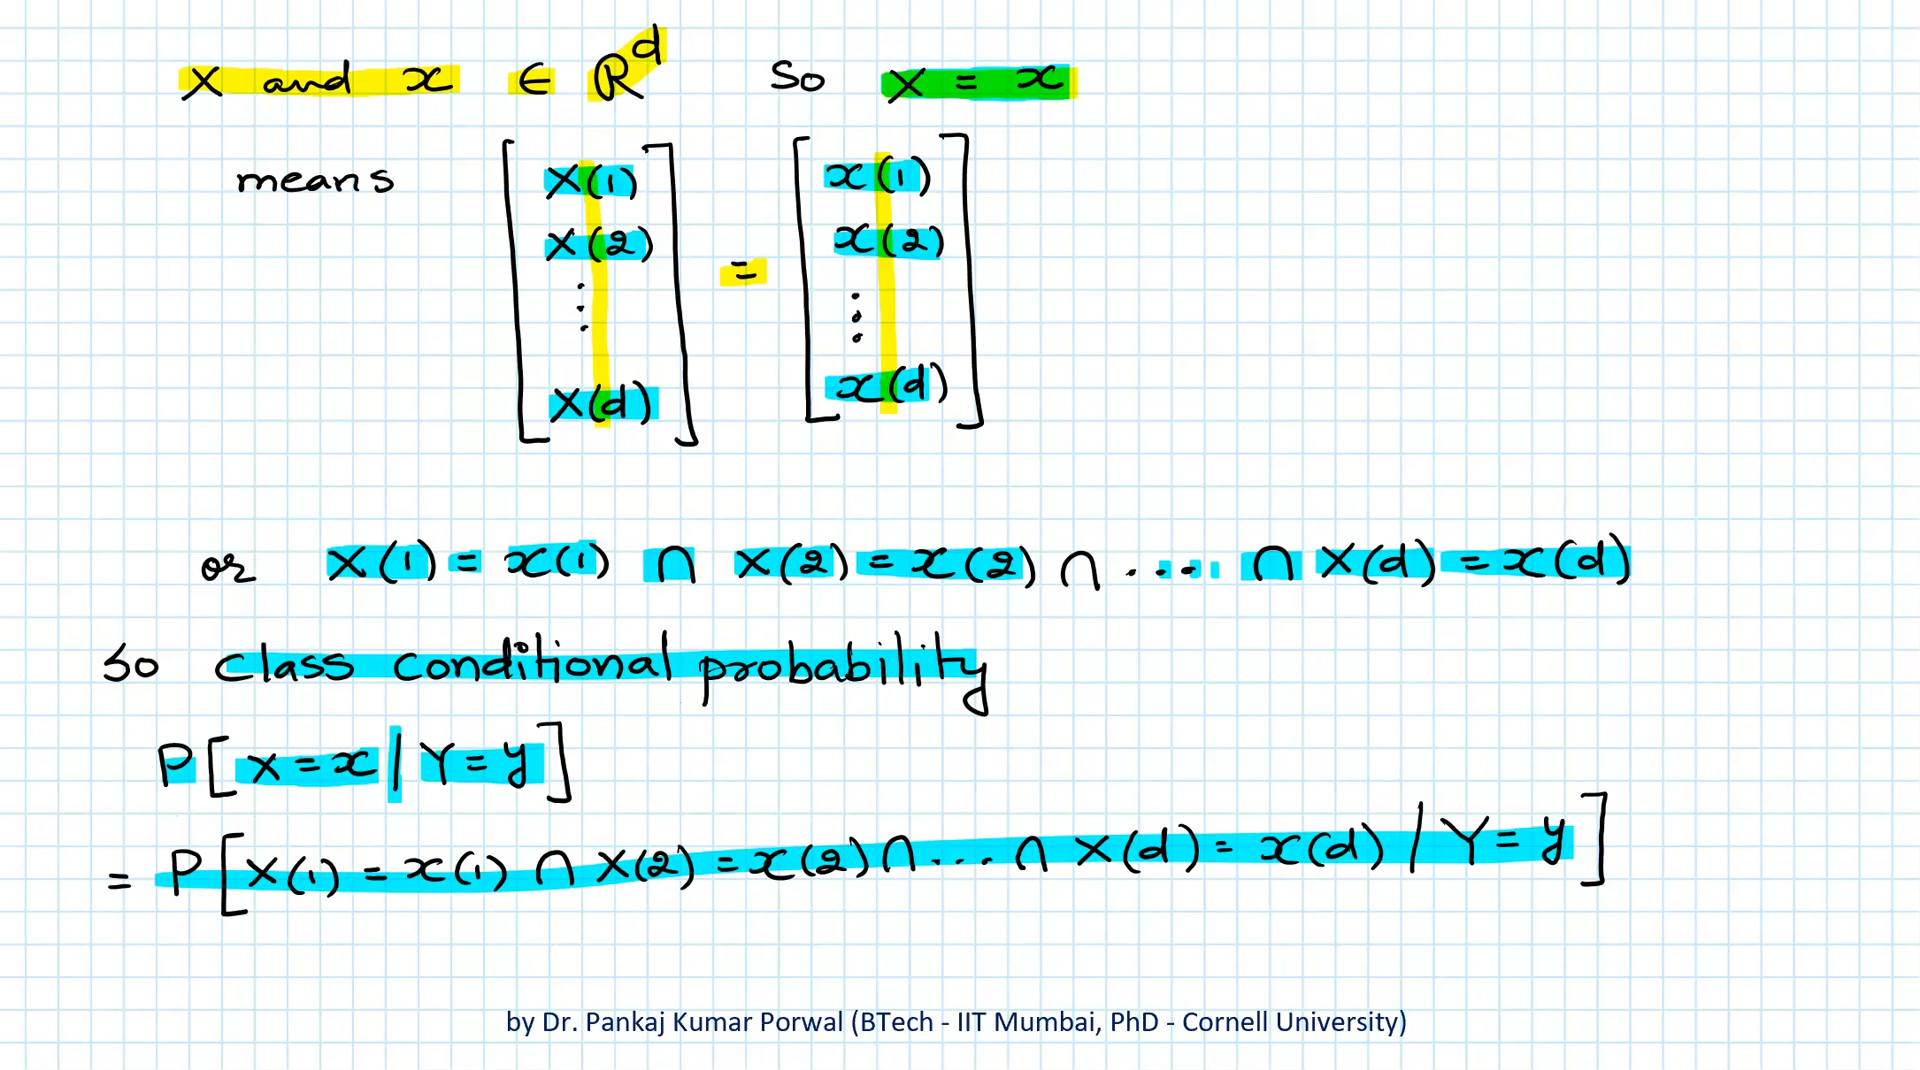 X and x ∈ ℝᵈ So X = x
means [X(1) X(2) ⋮ X(d)] = [x(1) x(2) ⋮ x(d)]
or X(1) = x(1) ∩ X(2) = x(2) ∩ .... ∩ X(d) = x(d)
So class conditional probability
P[X = x | Y = y]
= P[X(1) = x(1) ∩ X(2) = x(2) ∩ ... ∩ X(d) = x(d) / Y = y]
by Dr. Pankaj Kumar Porwal (BTech - IIT Mumbai, PhD - Cornell University)